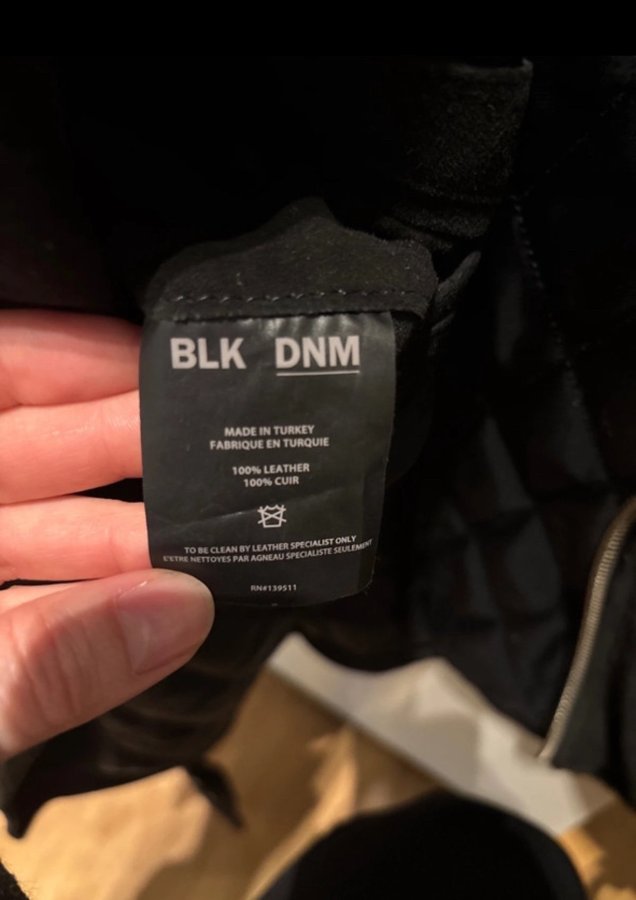 BLK DNM
MADE IN TURKEY
FABRIQUE EN TURQUIE
100% LEATHER
100% CUIR
TO BE CLEAN BY LEATHER SPECIALIST ONLY
E'ETRE NETTOYES PAR AGNEAU SPECIALISTE SEULEMENT
RN#139511